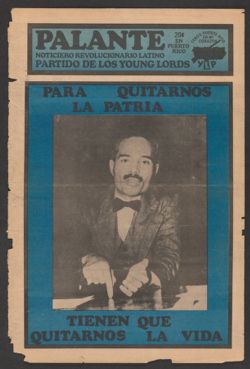 PALANTE
20¢
EN
PUERTO
RICO
NOTICIERO REVOLUCIONARIO LATINO
PARTIDO DE LOS YOUNG LORDS
YLP
PARA QUITARNOS
LA PATRIA
TIENEN QUE
QUITARNOS LA VIDA